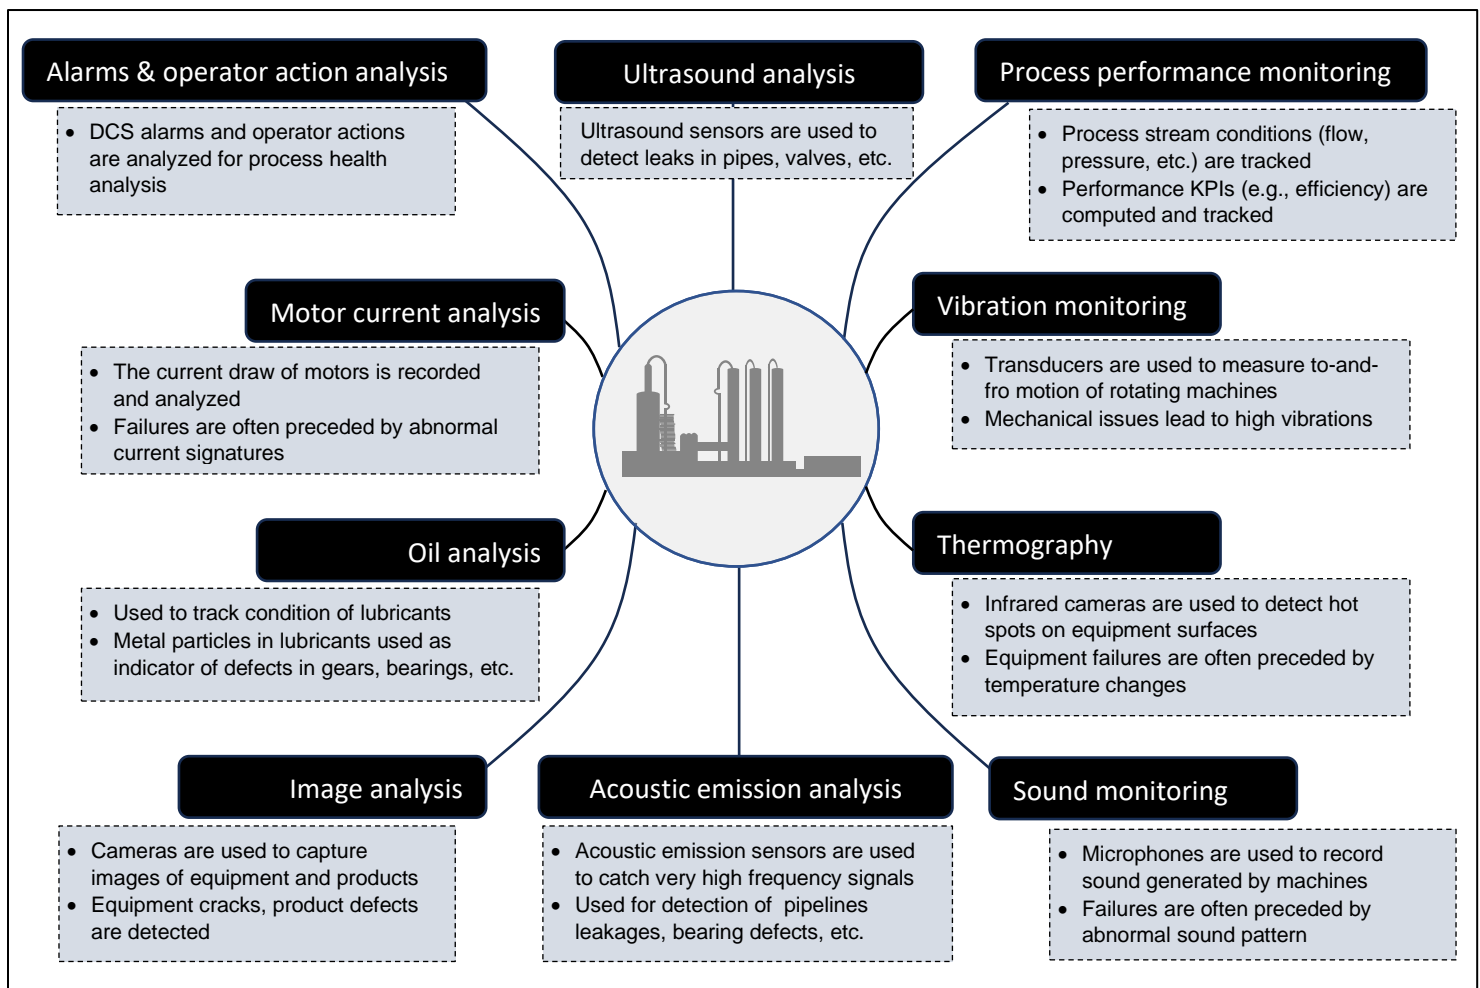 Alarms & operator action analysis
• DCS alarms and operator actions
are analyzed for process health
analysis
Ultrasound analysis
Ultrasound sensors are used to
detect leaks in pipes, valves, etc.
Process performance monitoring
• Process stream conditions (flow,
pressure, etc.) are tracked
• Performance KPIs (e.g., efficiency) are
computed and tracked
Motor current analysis
• The current draw of motors is recorded
and analyzed
• Failures are often preceded by abnormal
current signatures
Vibration monitoring
• Transducers are used to measure to-and-
fro motion of rotating machines
• Mechanical issues lead to high vibrations
Oil analysis
• Used to track condition of lubricants
• Metal particles in lubricants used as
indicator of defects in gears, bearings, etc.
Thermography
• Infrared cameras are used to detect hot
spots on equipment surfaces
• Equipment failures are often preceded by
temperature changes
Image analysis
• Cameras are used to capture
images of equipment and products
• Equipment cracks, product defects
are detected
Acoustic emission analysis
• Acoustic emission sensors are used
to catch very high frequency signals
• Used for detection of  pipelines
leakages, bearing defects, etc.
Sound monitoring
• Microphones are used to record
sound generated by machines
• Failures are often preceded by
abnormal sound pattern